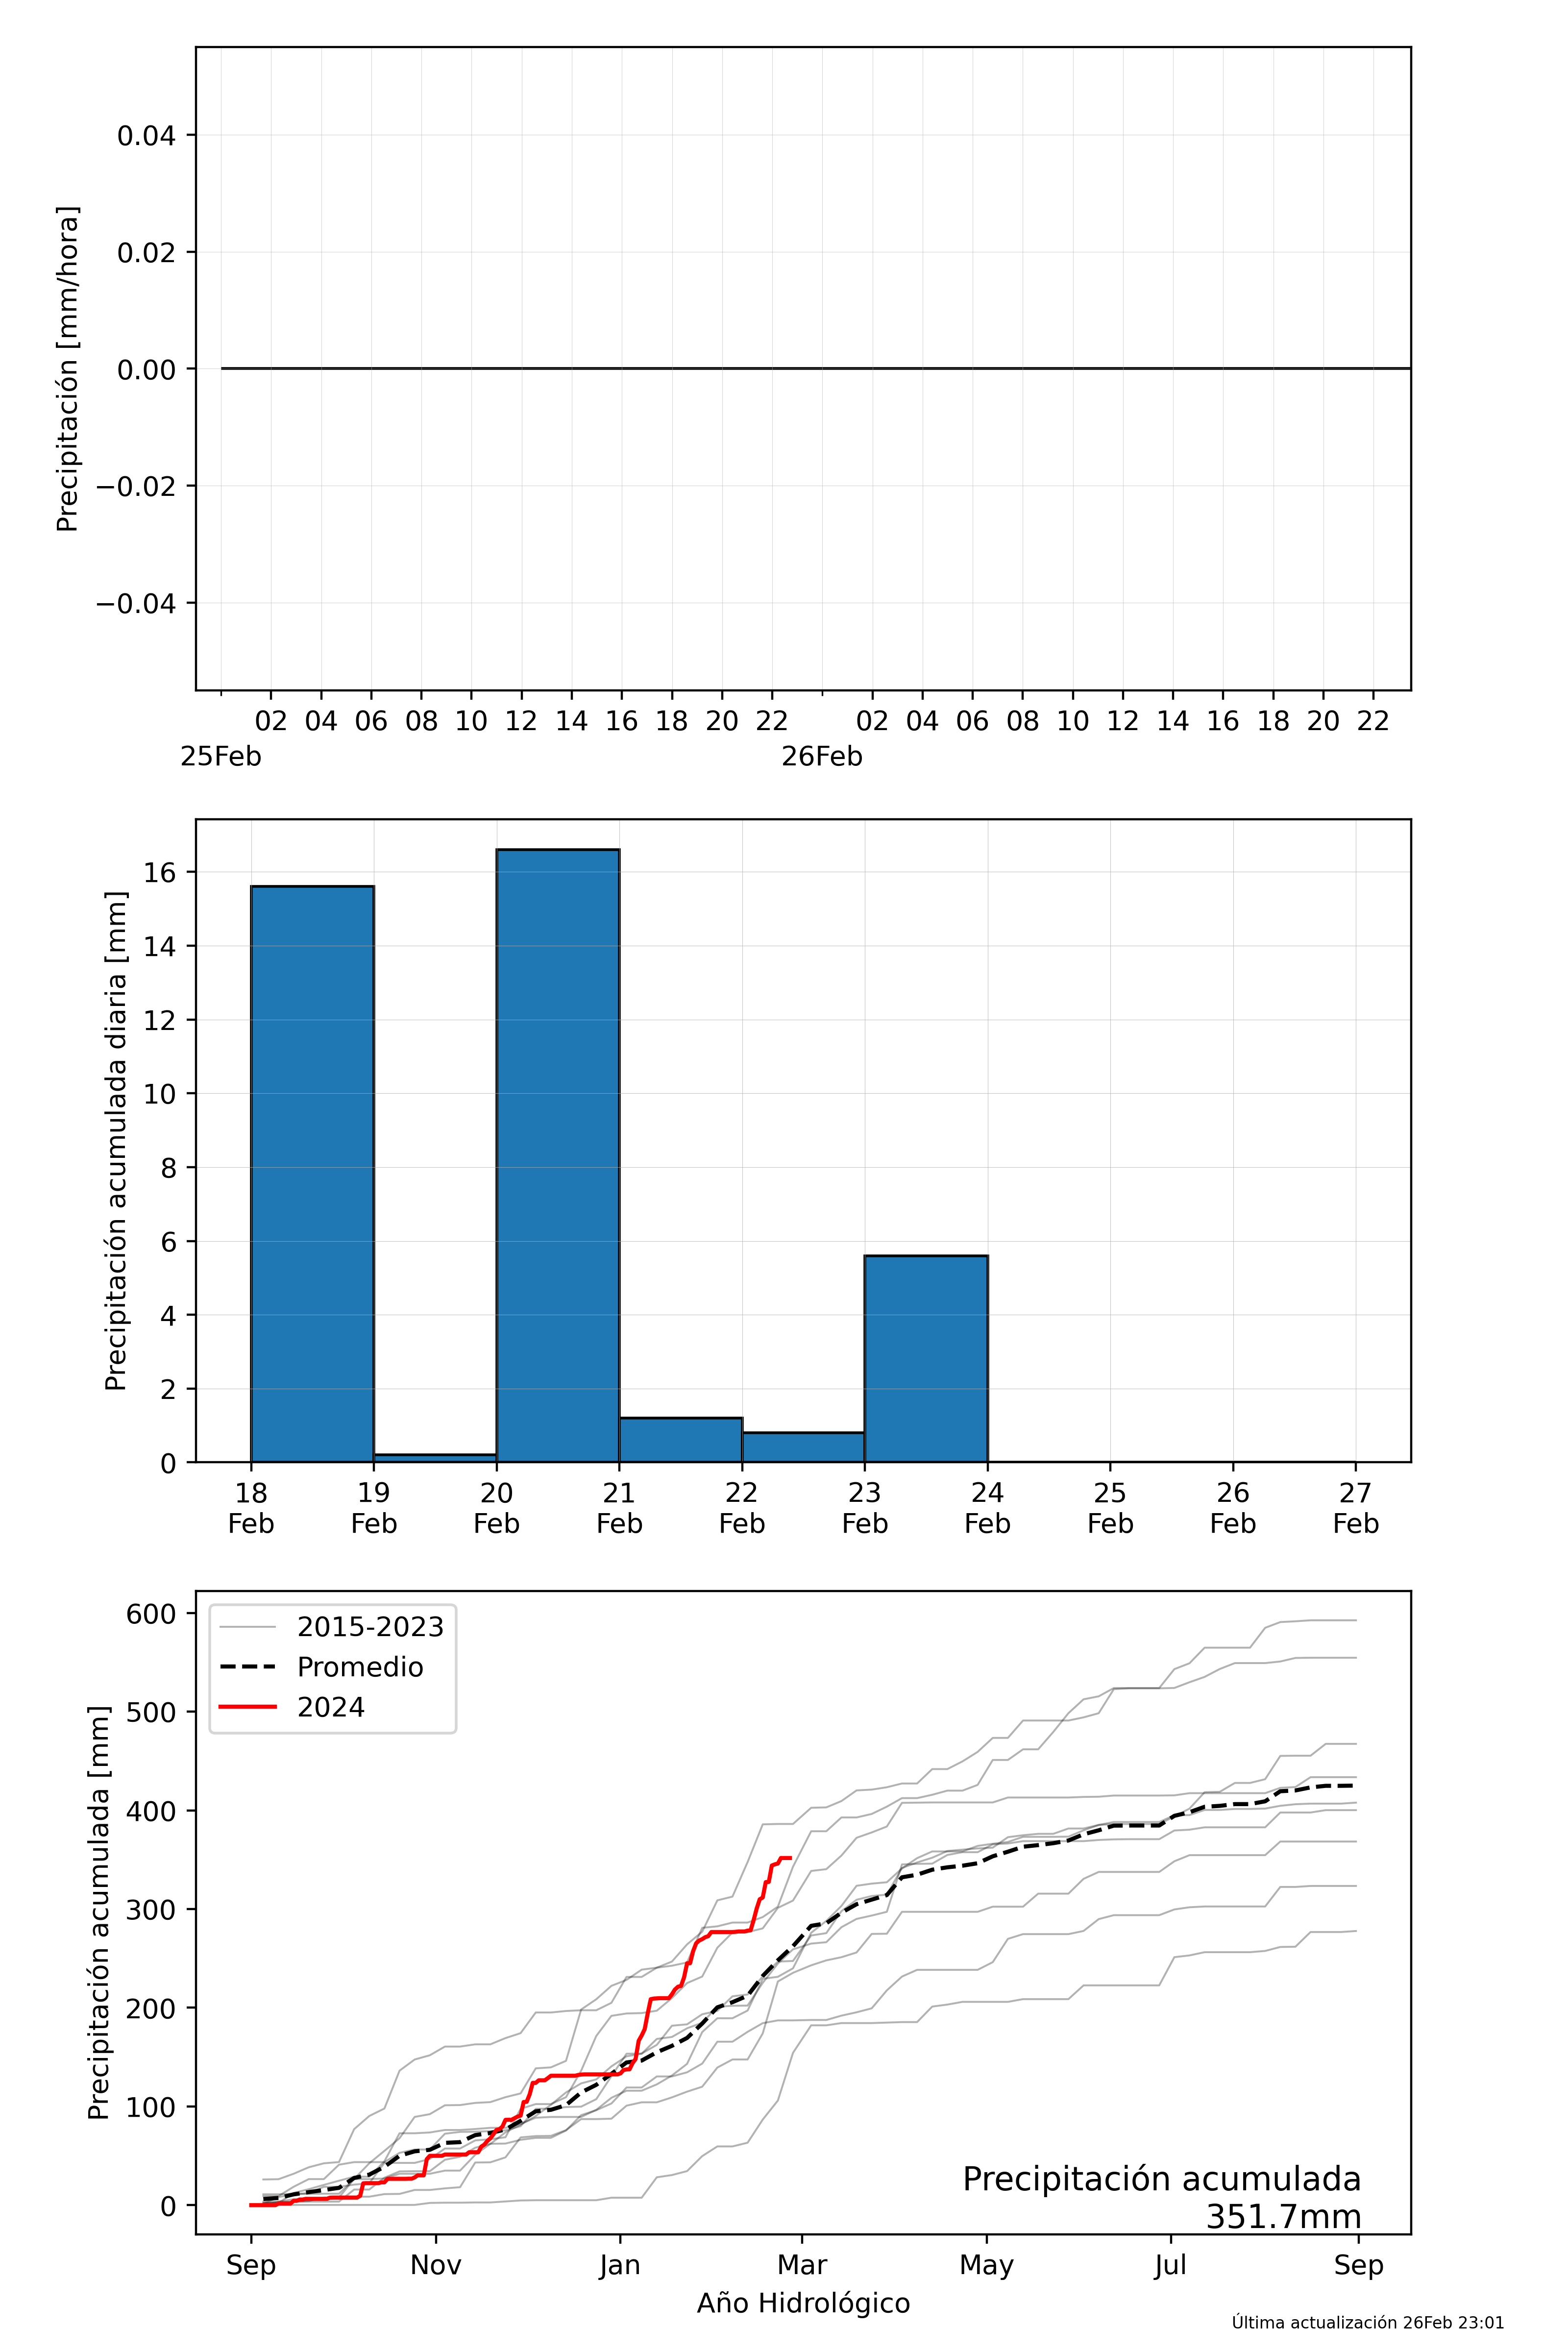 Precipitación [mm/hora]
0.04
0.02
0.00
−0.02
−0.04
02 04 06 08 10 12 14 16 18 20 22 02 04 06 08 10 12 14 16 18 20 22
25Feb 26Feb
Precipitación acumulada diaria [mm]
16
14
12
10
8
6
4
2
0
18 19 20 21 22 23 24 25 26 27
Feb Feb Feb Feb Feb Feb Feb Feb Feb Feb
Precipitación acumulada [mm]
600
500
400
300
200
100
0
2015-2023
Promedio
2024
Precipitación acumulada
351.7mm
Sep Nov Jan Mar May Jul Sep
Año Hidrológico
Última actualización 26Feb 23:01